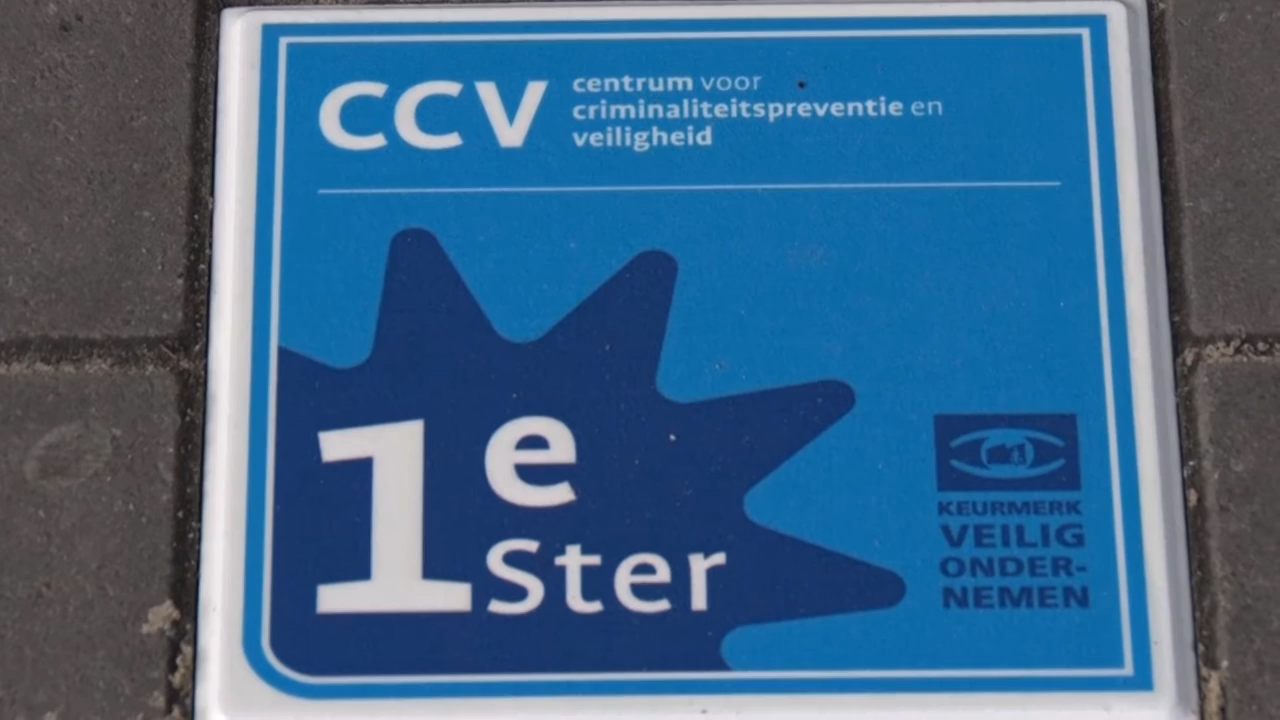 CCV
centrum voor
criminaliteitspreventie en
veiligheid
1e
Ster
KEURMERK
VEILIG
ONDER-
NEMEN